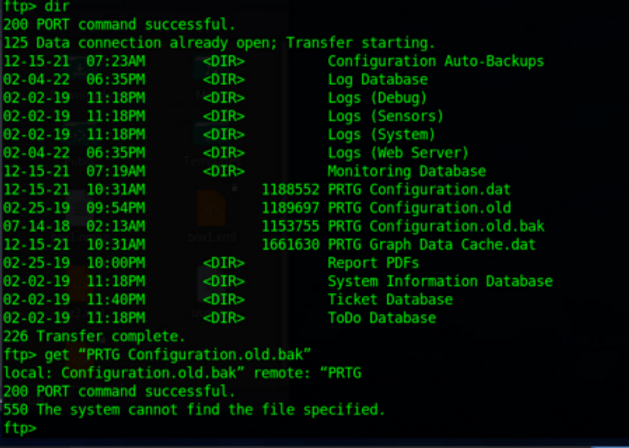 ftp> dir
200 PORT command successful.
125 Data connection already open; Transfer starting.
12-15-21  07:23AM       <DIR>          Configuration Auto-Backups
02-04-22  06:35PM       <DIR>          Log Database
02-02-19  11:18PM       <DIR>          Logs (Debug)
02-02-19  11:18PM       <DIR>          Logs (Sensors)
02-02-19  11:18PM       <DIR>          Logs (System)
02-04-22  06:35PM       <DIR>          Logs (Web Server)
12-15-21  07:19AM       <DIR>          Monitoring Database
12-15-21  10:31AM              1188552 PRTG Configuration.dat
02-25-19  09:54PM              1189697 PRTG Configuration.old
07-14-18  02:13AM              1153755 PRTG Configuration.old.bak
12-15-21  10:31AM              1661630 PRTG Graph Data Cache.dat
02-25-19  10:00PM       <DIR>          Report PDFs
02-02-19  11:18PM       <DIR>          System Information Database
02-02-19  11:40PM       <DIR>          Ticket Database
02-02-19  11:18PM       <DIR>          ToDo Database
226 Transfer complete.
ftp> get “PRTG Configuration.old.bak”
local: Configuration.old.bak” remote: “PRTG
200 PORT command successful.
550 The system cannot find the file specified.
ftp>